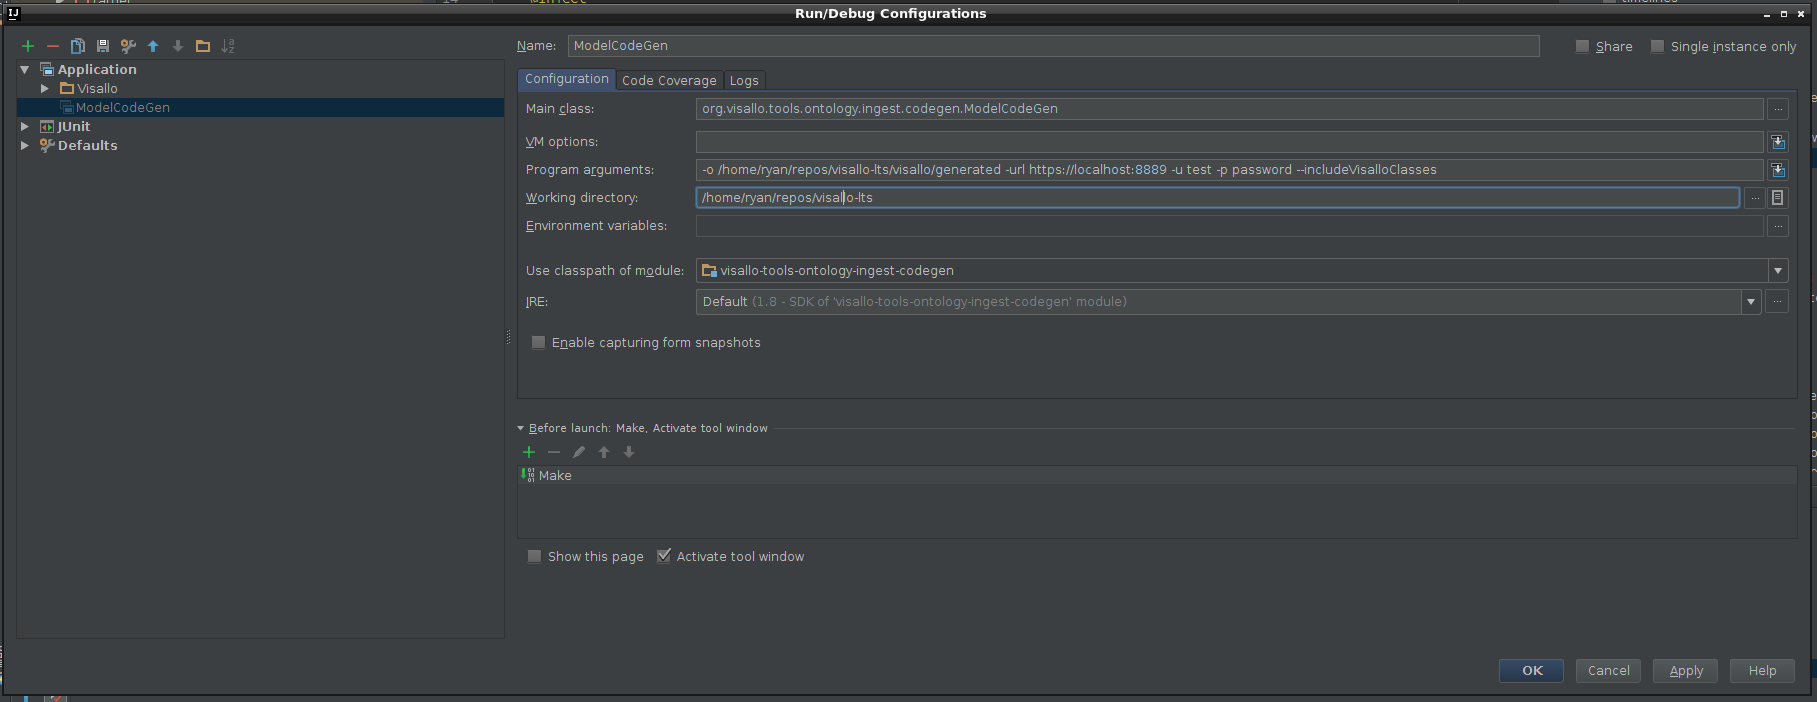 Run/Debug Configurations
Application
Visallo
ModelCodeGen
JUnit
Defaults
Name: ModelCodeGen
Share
Single instance only
Configuration Code Coverage Logs
Main class: org.visallo.tools.ontology.ingest.codegen.ModelCodeGen
VM options:
Program arguments: -o /home/ryan/repos/visallo-lts/visallo/generated -url https://localhost:8889 -u test -p password --includeVisalloClasses
Working directory: /home/ryan/repos/visallo-lts
Environment variables:
Use classpath of module: visallo-tools-ontology-ingest-codegen
JRE: Default (1.8 - SDK of 'visallo-tools-ontology-ingest-codegen' module)
Enable capturing form snapshots
Before launch: Make, Activate tool window
Make
Show this page
Activate tool window
OK Cancel Apply Help